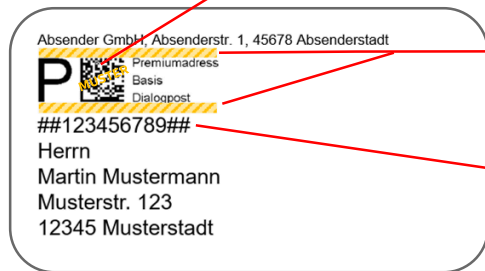 Absender GmbH, Absenderstr. 1, 45678 Absenderstadt
P
MUSTER
Premiumadress
Basis
Dialogpost
##123456789##
Herrn
Martin Mustermann
Musterstr. 123
12345 Musterstadt